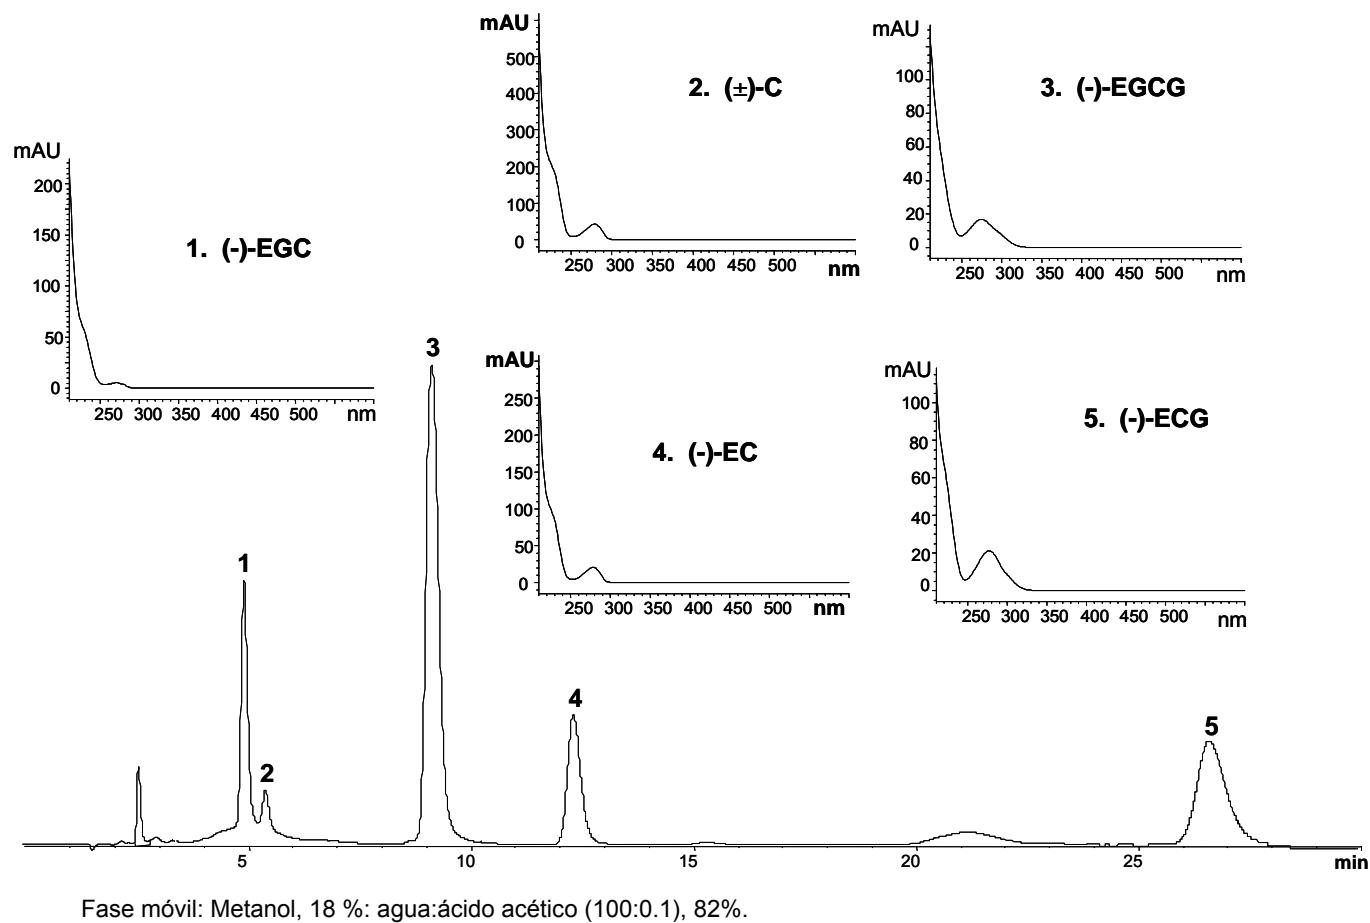 mAU
500
400
300
200
100
0
250 300 350 400 450 500
nm
2. (±)-C
mAU
100
80
60
40
20
0
250 300 350 400 450 500
nm
3. (-)-EGCG
mAU
200
150
100
50
0
250 300 350 400 450 500
nm
1. (-)-EGC
mAU
250
200
150
100
50
0
250 300 350 400 450 500
nm
4. (-)-EC
mAU
100
80
60
40
20
0
250 300 350 400 450 500
nm
5. (-)-ECG
1
2
3
4
5
5 10 15 20 25 min
Fase móvil: Metanol, 18 %: agua:ácido acético (100:0.1), 82%.